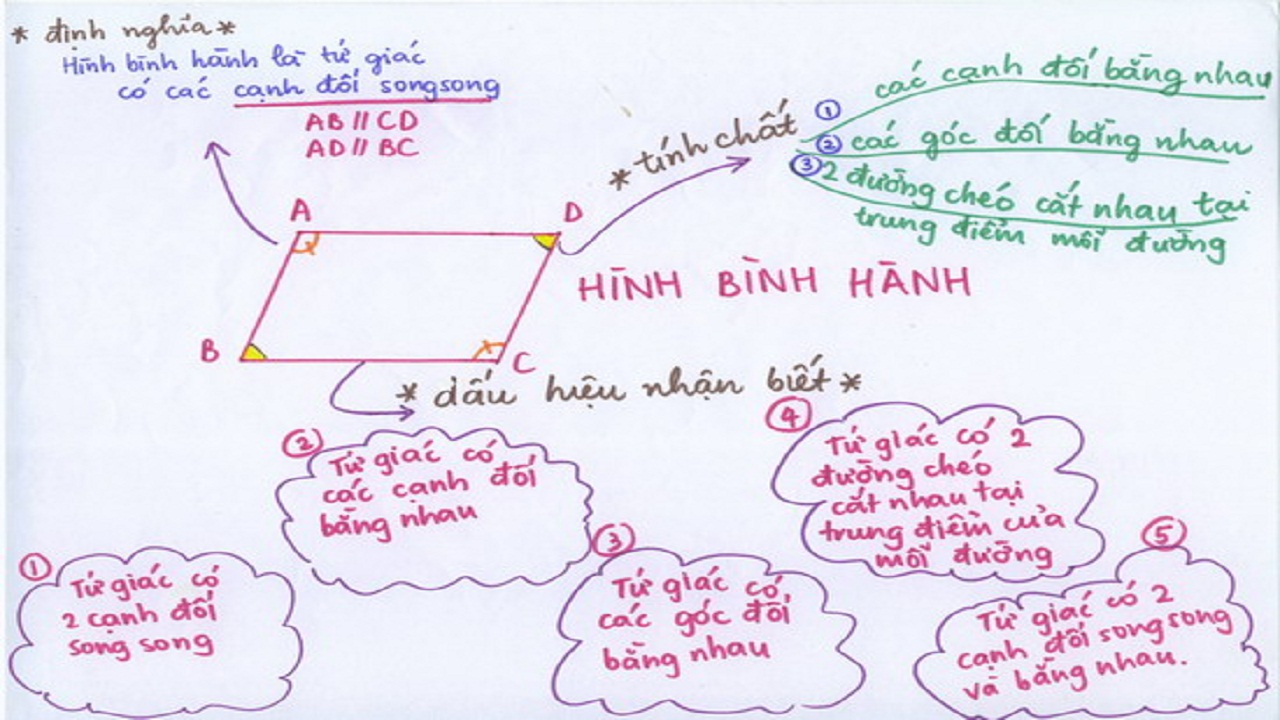 * định nghĩa *
Hình bình hành là tứ giác
có các cạnh đối songsong
AB // CD
AD // BC
* tính chất
① các cạnh đối bằng nhau
② các góc đối bằng nhau
③ 2 đường chéo cắt nhau tại
trung điểm mỗi đường
A
D
B
C
HÌNH BÌNH HÀNH
* dấu hiệu nhận biết *
①
Tứ giác có
2 cạnh đối
song song
②
Tứ giác có
các cạnh đối
bằng nhau
③
Tứ giác có
các góc đối
bằng nhau
④
Tứ giác có 2
đường chéo
cắt nhau tại
trung điểm của
mỗi đường
⑤
Tứ giác có 2
cạnh đối song song
và bằng nhau.